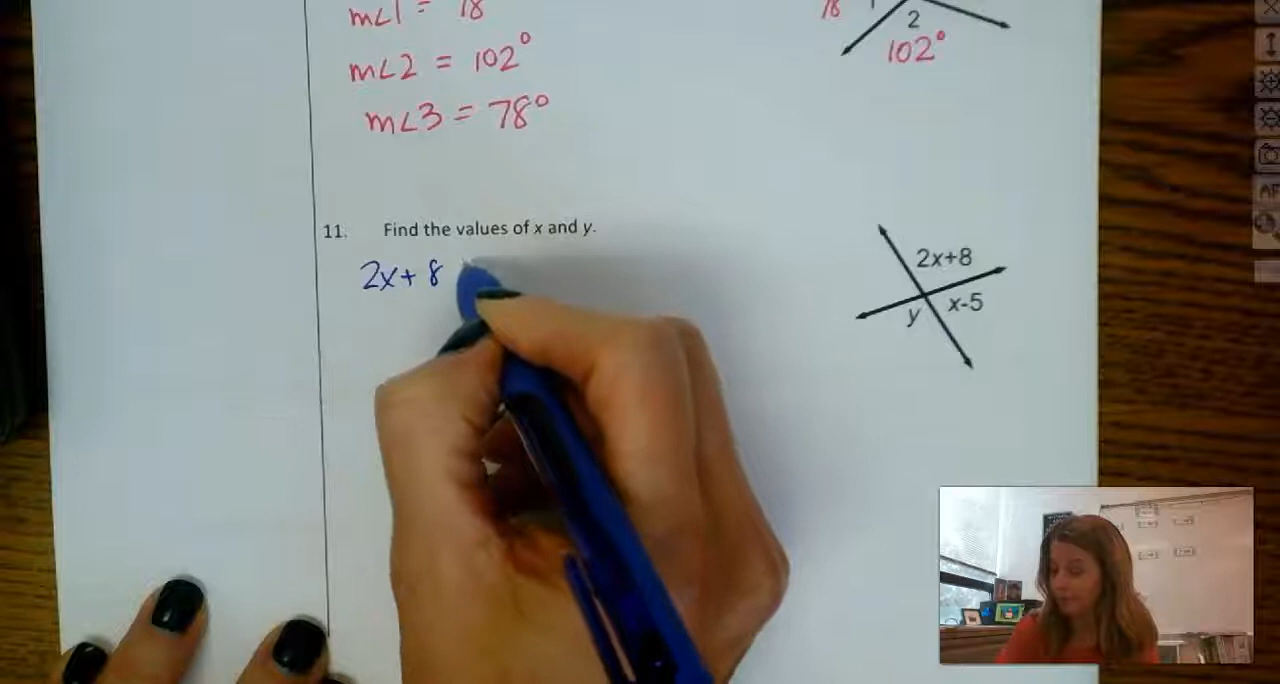 m∠1 = 78
m∠2 = 102°
m∠3 = 78°
78
1
2
102°
11. Find the values of x and y.
2x+8
2x+8
x-5
y